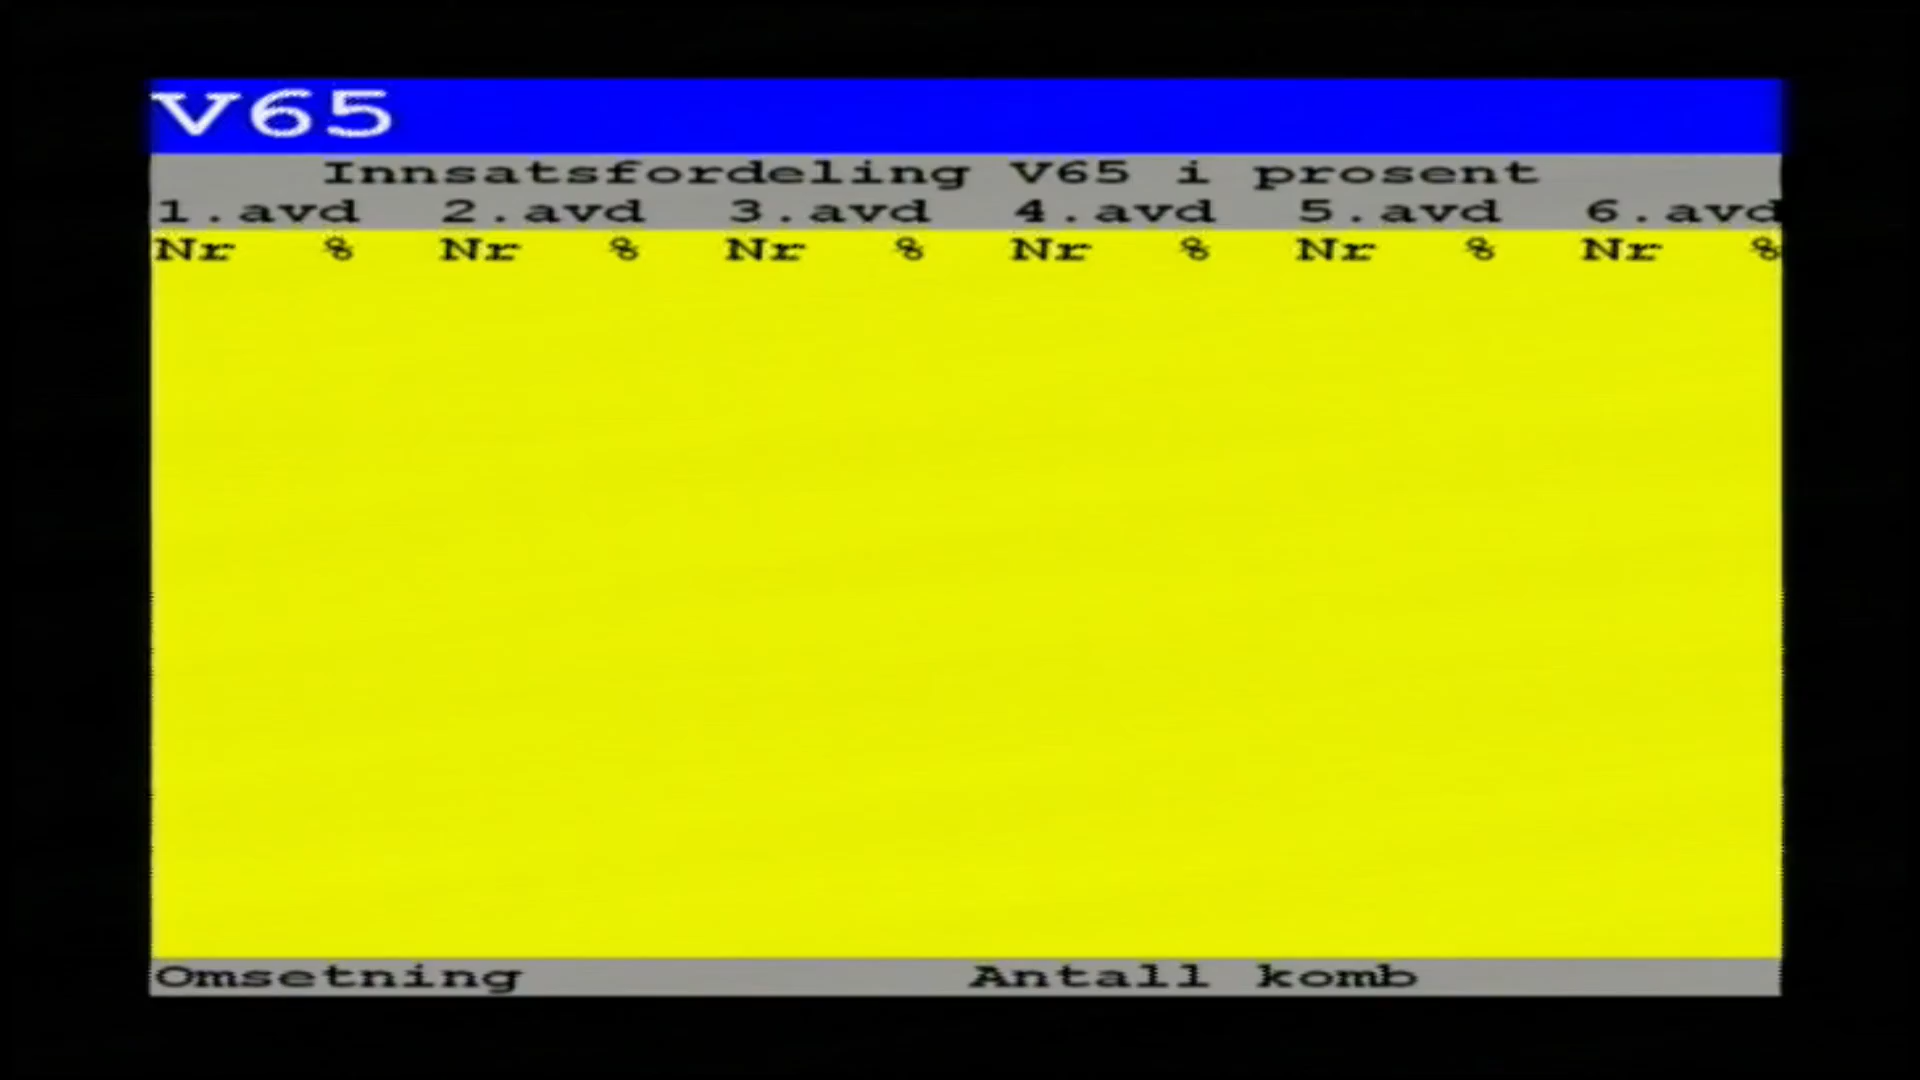 V65
Innsatsfordeling V65 i prosent
1.avd 2.avd 3.avd 4.avd 5.avd 6.avd
Nr % Nr % Nr % Nr % Nr % Nr %
Omsetning Antall komb